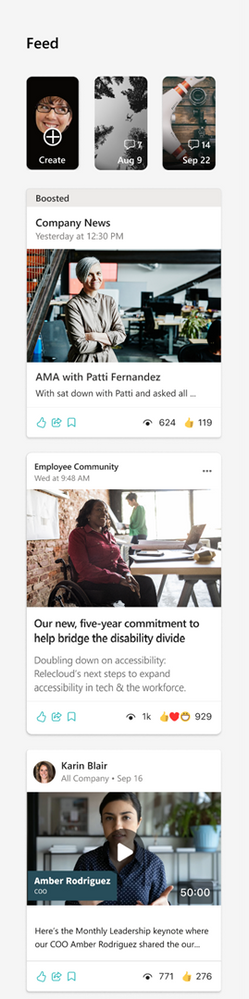 Feed
Create
7
Aug 9
14
Sep 22
Boosted
Company News
Yesterday at 12:30 PM
AMA with Patti Fernandez
With sat down with Patti and asked all ...
624 119
Employee Community
Wed at 9:48 AM
Our new, five-year commitment to
help bridge the disability divide
Doubling down on accessibility:
Relecloud's next steps to expand
accessibility in tech & the workforce.
1k 929
Karin Blair
All Company • Sep 16
Amber Rodriguez
COO
50:00
Here's the Monthly Leadership keynote where
our COO Amber Rodriguez shared the our...
771 276